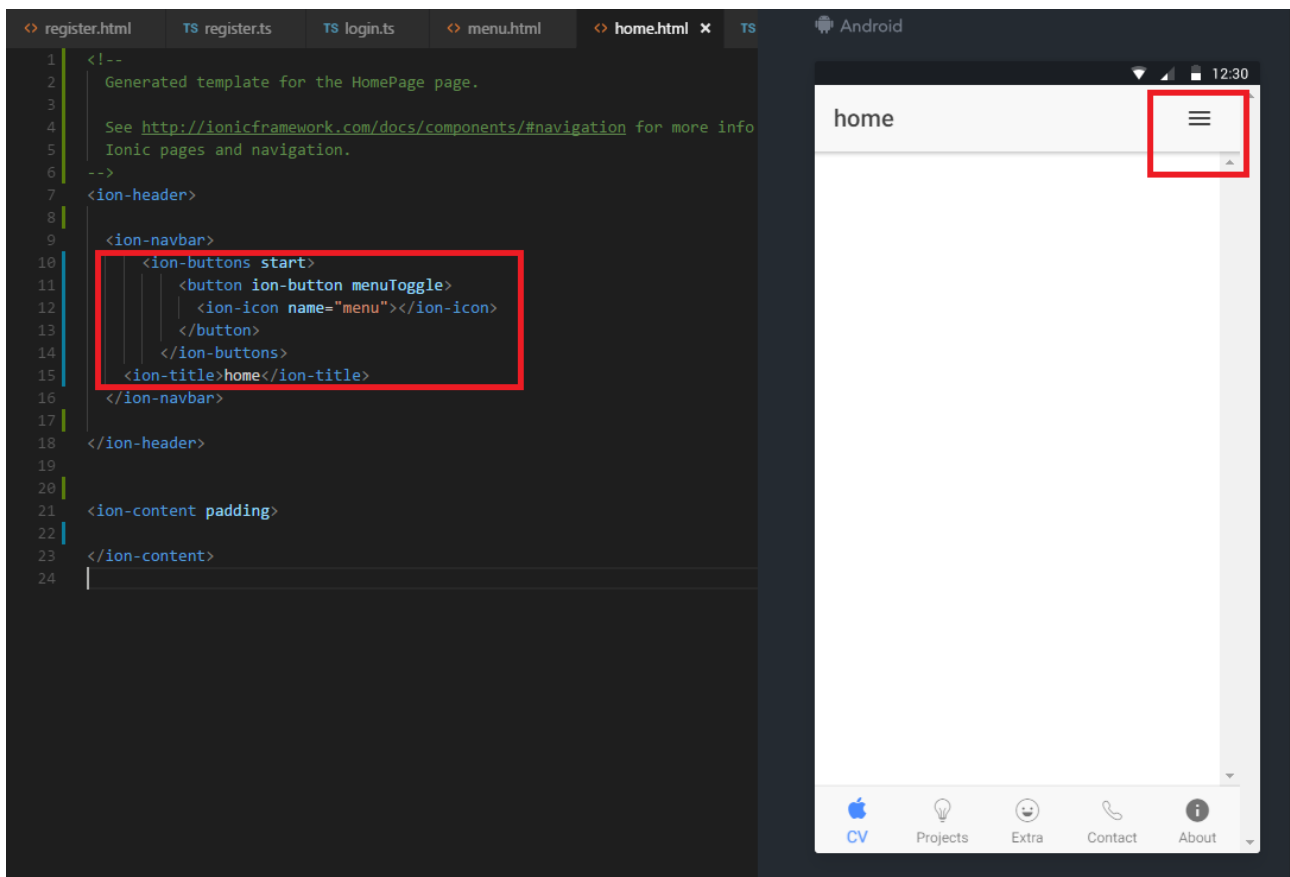 register.html TS register.ts TS login.ts menu.html home.html × TS
1 <!--
2 Generated template for the HomePage page.
3
4 See http://ionicframework.com/docs/components/#navigation for more info
5 Ionic pages and navigation.
6 -->
7 <ion-header>
8
9 <ion-navbar>
10 <ion-buttons start>
11 <button ion-button menuToggle>
12 <ion-icon name="menu"></ion-icon>
13 </button>
14 </ion-buttons>
15 <ion-title>home</ion-title>
16 </ion-navbar>
17
18 </ion-header>
19
20
21 <ion-content padding>
22
23 </ion-content>
24
Android
12:30
home
CV Projects Extra Contact About